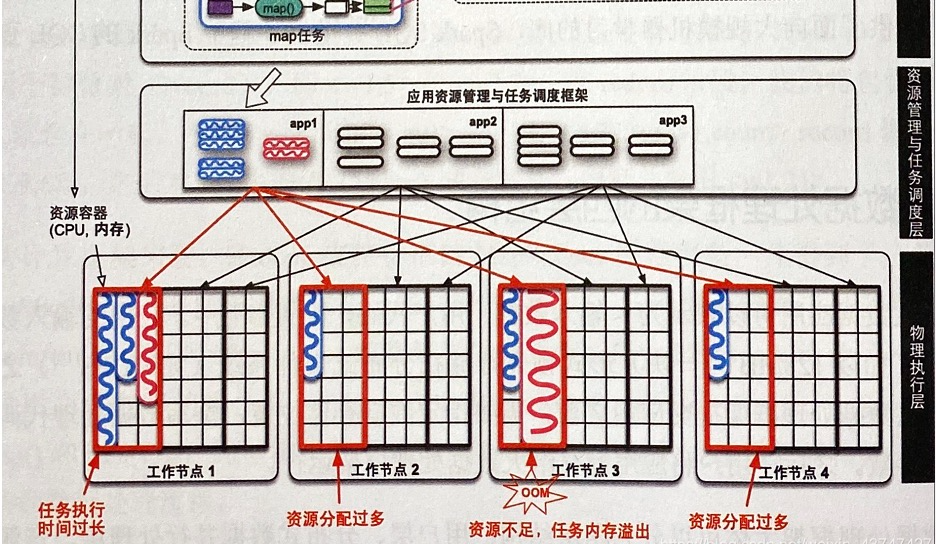 map()
map任务
应用资源管理与任务调度框架
app1
app2
app3
资源管理与任务调度层
资源容器
(CPU, 内存)
物理执行层
工作节点 1
工作节点 2
工作节点 3
工作节点 4
任务执行
时间过长
资源分配过多
OOM
资源不足，任务内存溢出
资源分配过多